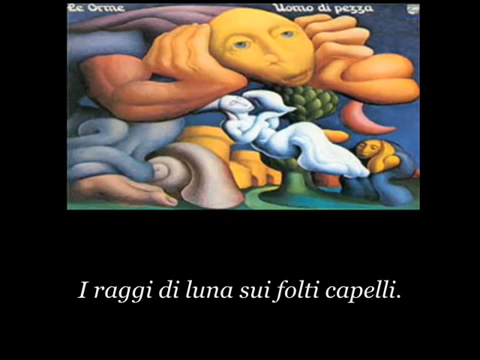 Le Orme
Uomo di pezza
I raggi di luna sui folti capelli.